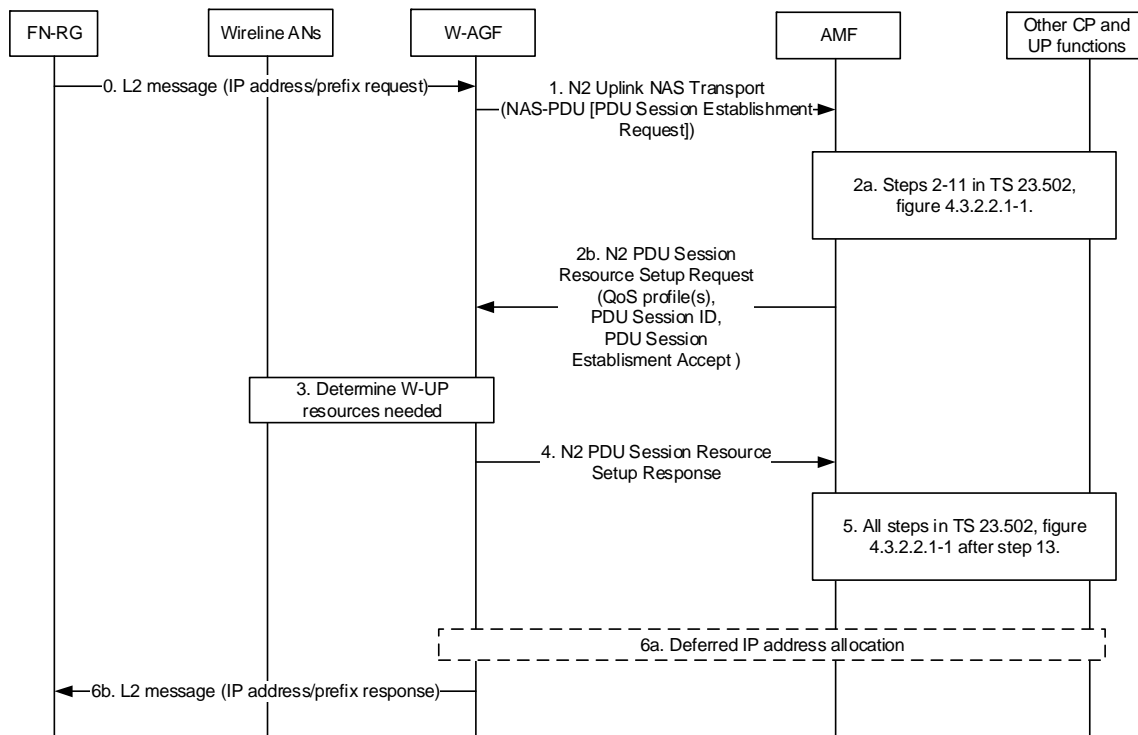 FN-RG
Wireline ANs
W-AGF
AMF
Other CP and
UP functions
0. L2 message (IP address/prefix request)
1. N2 Uplink NAS Transport
(NAS-PDU [PDU Session Establishment
Request])
2a. Steps 2-11 in TS 23.502,
figure 4.3.2.2.1-1.
2b. N2 PDU Session
Resource Setup Request
(QoS profile(s),
PDU Session ID,
PDU Session
Establisment Accept )
3. Determine W-UP
resources needed
4. N2 PDU Session Resource
Setup Response
5. All steps in TS 23.502, figure
4.3.2.2.1-1 after step 13.
6a. Deferred IP address allocation
6b. L2 message (IP address/prefix response)